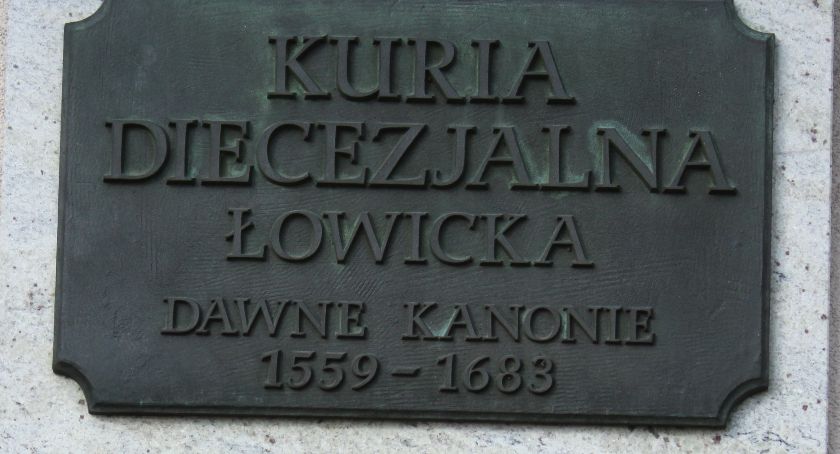 KURIA
DIECEZJALNA
ŁOWICKA
DAWNE KANONIE
1559 – 1683